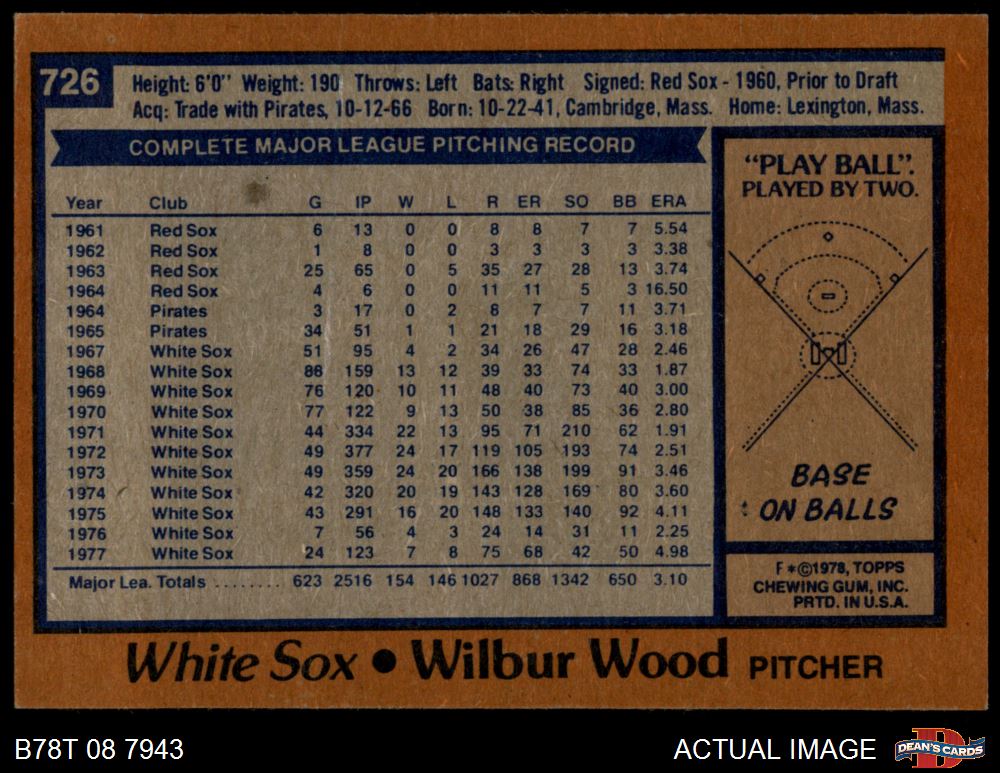 726
Height: 6'0" Weight: 190 Throws: Left Bats: Right Signed: Red Sox - 1960, Prior to Draft
Acq: Trade with Pirates, 10-12-66 Born: 10-22-41, Cambridge, Mass. Home: Lexington, Mass.
COMPLETE MAJOR LEAGUE PITCHING RECORD
Year Club G IP W L R ER SO BB ERA
1961 Red Sox 6 13 0 0 8 8 7 7 5.54
1962 Red Sox 1 8 0 0 3 3 3 3 3.38
1963 Red Sox 25 65 0 5 35 27 28 13 3.74
1964 Red Sox 4 6 0 0 11 11 5 3 16.50
1964 Pirates 3 17 0 2 8 7 7 11 3.71
1965 Pirates 34 51 1 1 21 18 29 16 3.18
1967 White Sox 51 95 4 2 34 26 47 28 2.46
1968 White Sox 88 159 13 12 39 33 74 33 1.87
1969 White Sox 76 120 10 11 48 40 73 40 3.00
1970 White Sox 77 122 9 13 50 38 85 36 2.80
1971 White Sox 44 334 22 13 95 71 210 62 1.91
1972 White Sox 49 377 24 17 119 105 193 74 2.51
1973 White Sox 49 359 24 20 166 138 199 91 3.46
1974 White Sox 42 320 20 19 143 128 169 80 3.60
1975 White Sox 43 291 16 20 148 133 140 92 4.11
1976 White Sox 7 56 4 3 24 14 31 11 2.25
1977 White Sox 24 123 7 8 75 68 42 50 4.98
Major Lea. Totals ........ 623 2516 154 146 1027 868 1342 650 3.10
"PLAY BALL".
PLAYED BY TWO.
BASE
ON BALLS
F *©1978, TOPPS
CHEWING GUM, INC.
PRTD. IN U.S.A.
White Sox • Wilbur Wood PITCHER
B78T 08 7943
ACTUAL IMAGE
D
DEAN'S CARDS